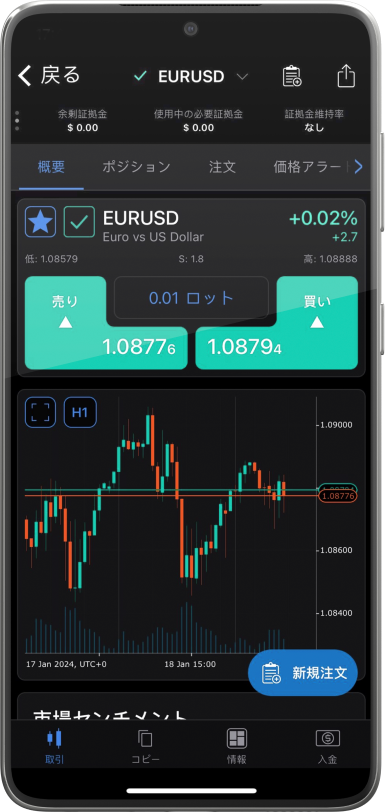 戻る
EURUSD
余剰証拠金 使用中の必要証拠金 証拠金維持率
$ 0.00 $ 0.00 なし
概要 ポジション 注文 価格アラー
EURUSD +0.02%
Euro vs US Dollar +2.7
低: 1.08579 S: 1.8 高: 1.08888
売り 0.01 ロット 買い
1.08776 1.08794
H1
1.09000
1.08776
1.08600
1.08400
17 Jan 2024, UTC+0 18 Jan 15:00
新規注文
市場センチメント
取引 コピー 情報 入金